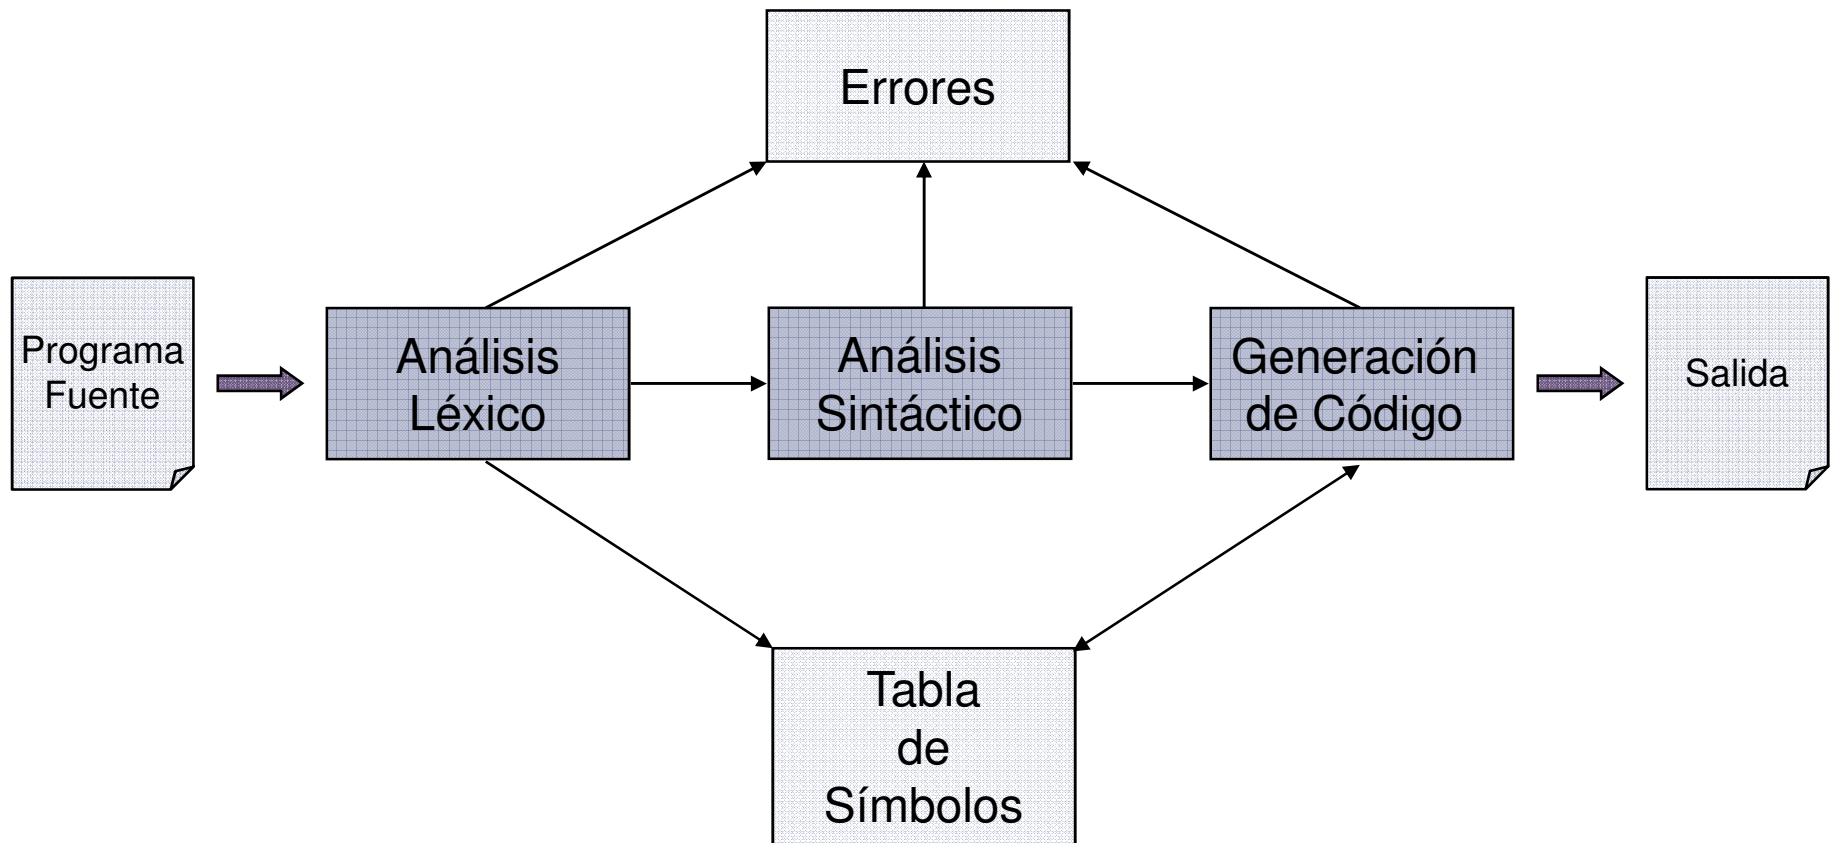 Errores
Programa
Fuente
Análisis
Léxico
Análisis
Sintáctico
Generación
de Código
Salida
Tabla
de
Símbolos